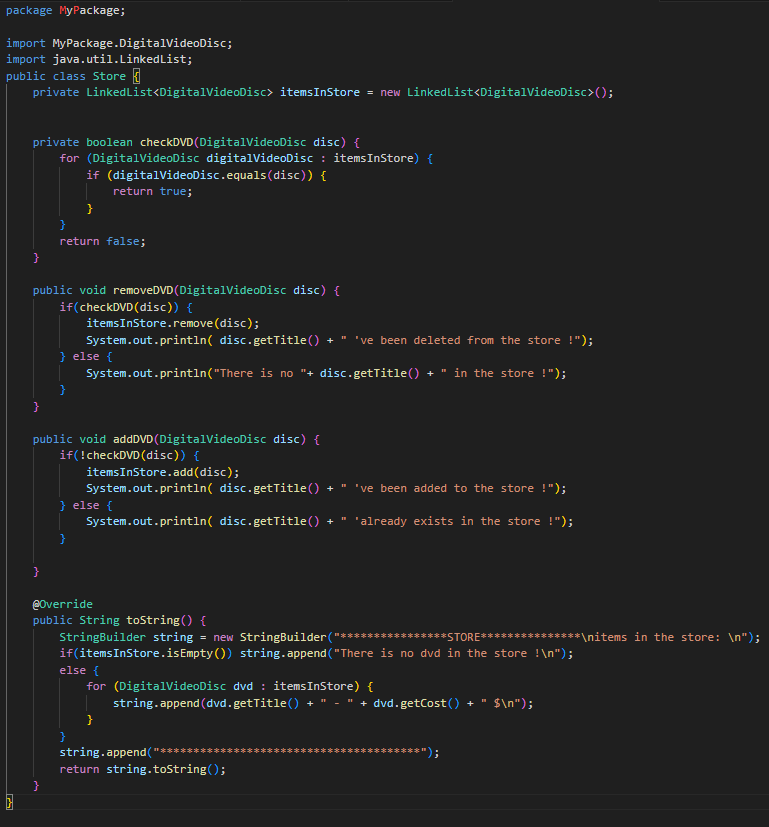 package MyPackage;
import MyPackage.DigitalVideoDisc;
import java.util.LinkedList;
public class Store {
    private LinkedList<DigitalVideoDisc> itemsInStore = new LinkedList<DigitalVideoDisc>();
    private boolean checkDVD(DigitalVideoDisc disc) {
        for (DigitalVideoDisc digitalVideoDisc : itemsInStore) {
            if (digitalVideoDisc.equals(disc)) {
                return true;
            }
        }
        return false;
    }
    public void removeDVD(DigitalVideoDisc disc) {
        if(checkDVD(disc)) {
            itemsInStore.remove(disc);
            System.out.println( disc.getTitle() + " 've been deleted from the store !");
        } else {
            System.out.println("There is no "+ disc.getTitle() + " in the store !");
        }
    }
    public void addDVD(DigitalVideoDisc disc) {
        if(!checkDVD(disc)) {
            itemsInStore.add(disc);
            System.out.println( disc.getTitle() + " 've been added to the store !");
        } else {
            System.out.println( disc.getTitle() + " 'already exists in the store !");
        }
    }
    @Override
    public String toString() {
        StringBuilder string = new StringBuilder("****************STORE***************\nitems in the store: \n");
        if(itemsInStore.isEmpty()) string.append("There is no dvd in the store !\n");
        else {
            for (DigitalVideoDisc dvd : itemsInStore) {
                string.append(dvd.getTitle() + " - " + dvd.getCost() + " $\n");
            }
        }
        string.append("***************************************");
        return string.toString();
    }
}